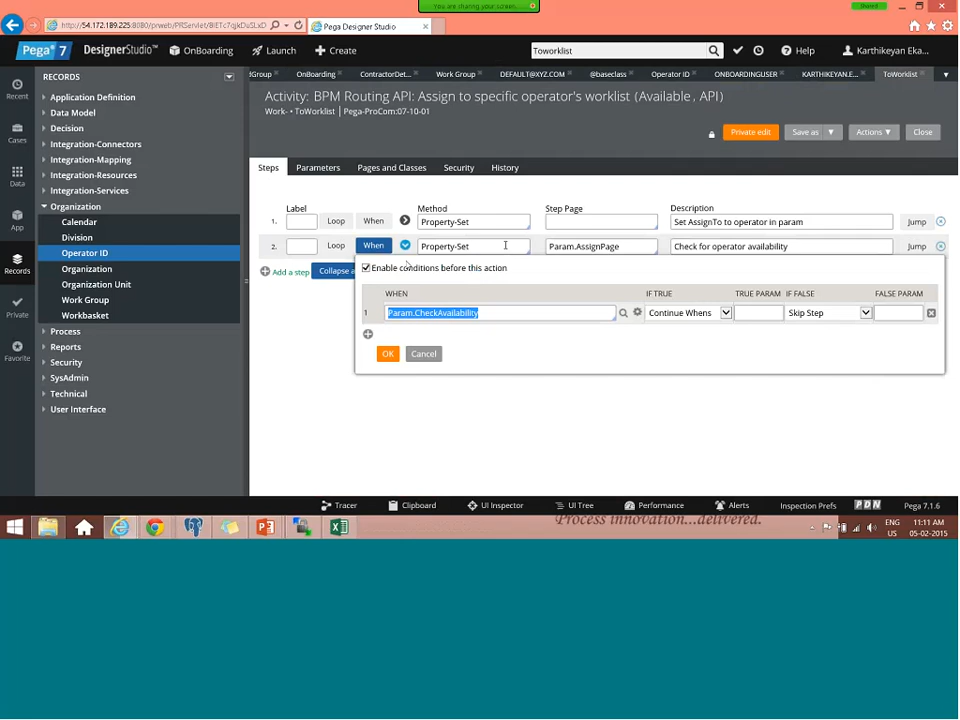 You are sharing your screen.
Shared
Pega Designer Studio
Pega 7 DesignerStudio™ OnBoarding Launch Create Toworklist Help Karthikeyan Eka...
RECORDS
Group OnBoarding ContractorDet... Work Group DEFAULT@XYZ.COM @baseclass Operator ID ONBOARDINGUSER KARTHIKEYAN.E... ToWorklist
Recent
Cases
Data
App
Records
Private
Favorite
Application Definition
Data Model
Decision
Integration-Connectors
Integration-Mapping
Integration-Resources
Integration-Services
Organization
Calendar
Division
Operator ID
Organization
Organization Unit
Work Group
Workbasket
Process
Reports
Security
SysAdmin
Technical
User Interface
Activity: BPM Routing API: Assign to specific operator's worklist (Available , API)
Work- • ToWorklist | Pega-ProCom:07-10-01
Private edit Save as Actions Close
Steps Parameters Pages and Classes Security History
Label Method Step Page Description
1. Loop When Property-Set Set AssignTo to operator in param Jump
2. Loop When Property-Set Param.AssignPage Check for operator availability Jump
Add a step Collapse a
Enable conditions before this action
WHEN IF TRUE TRUE PARAM IF FALSE FALSE PARAM
1 Param.CheckAvailability Continue Whens Skip Step
OK Cancel
Tracer Clipboard UI Inspector UI Tree Performance Alerts Inspection Prefs PDN Pega 7.1.6
Process innovation...delivered.
ENG 11:11 AM
US 05-02-2015